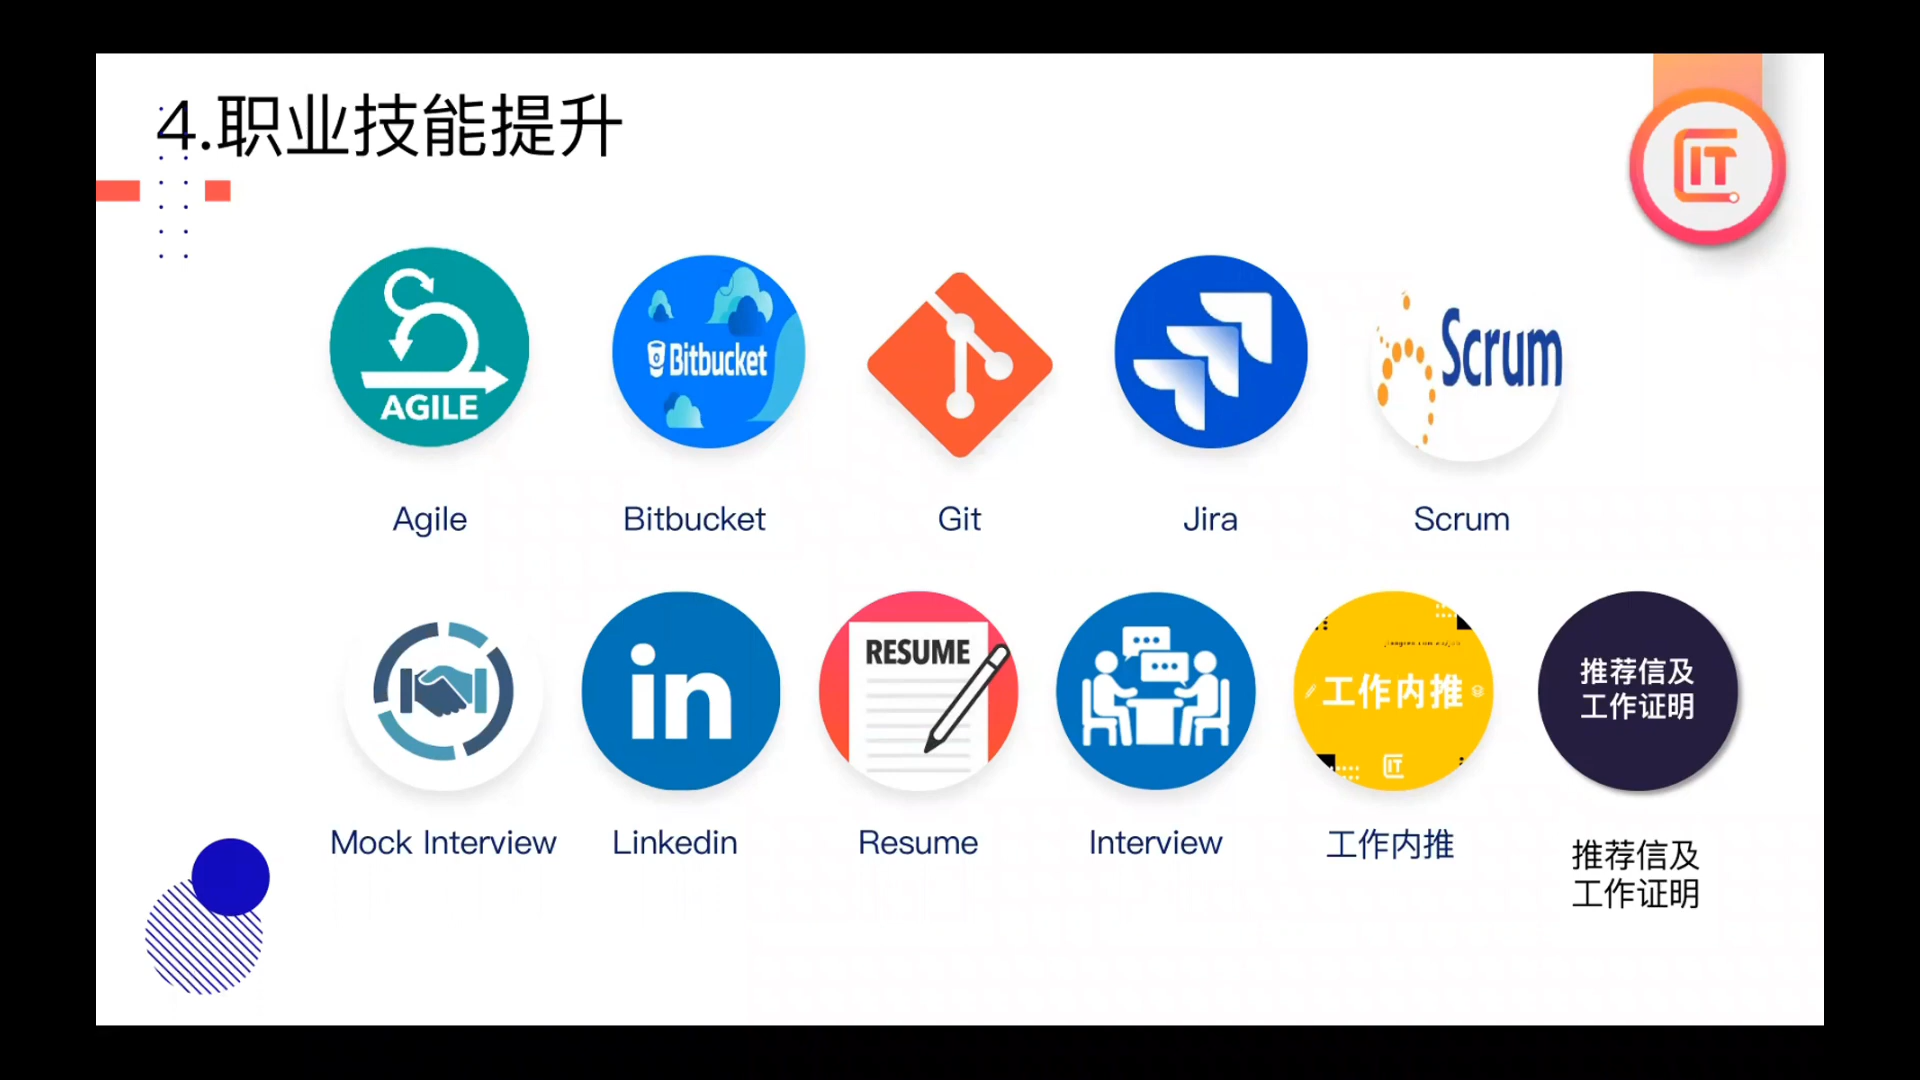 4.职业技能提升
IT
AGILE
Bitbucket
Scrum
Agile
Bitbucket
Git
Jira
Scrum
in
RESUME
工作内推
IT
推荐信及
工作证明
Mock Interview
Linkedin
Resume
Interview
工作内推
推荐信及
工作证明